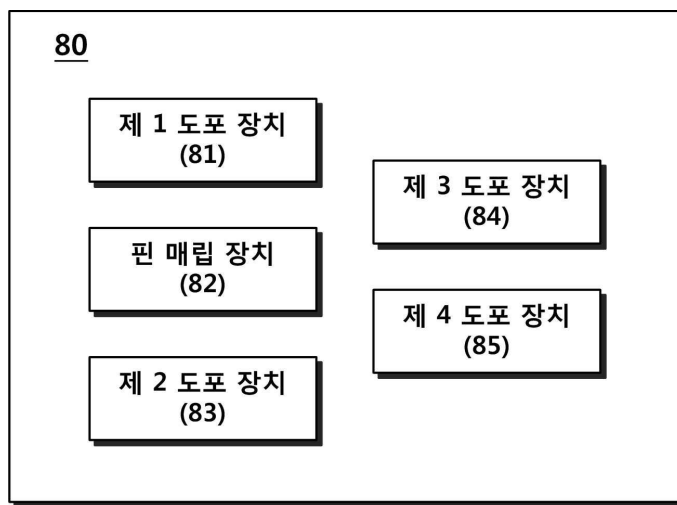 80
제 1 도포 장치
(81)
핀 매립 장치
(82)
제 2 도포 장치
(83)
제 3 도포 장치
(84)
제 4 도포 장치
(85)